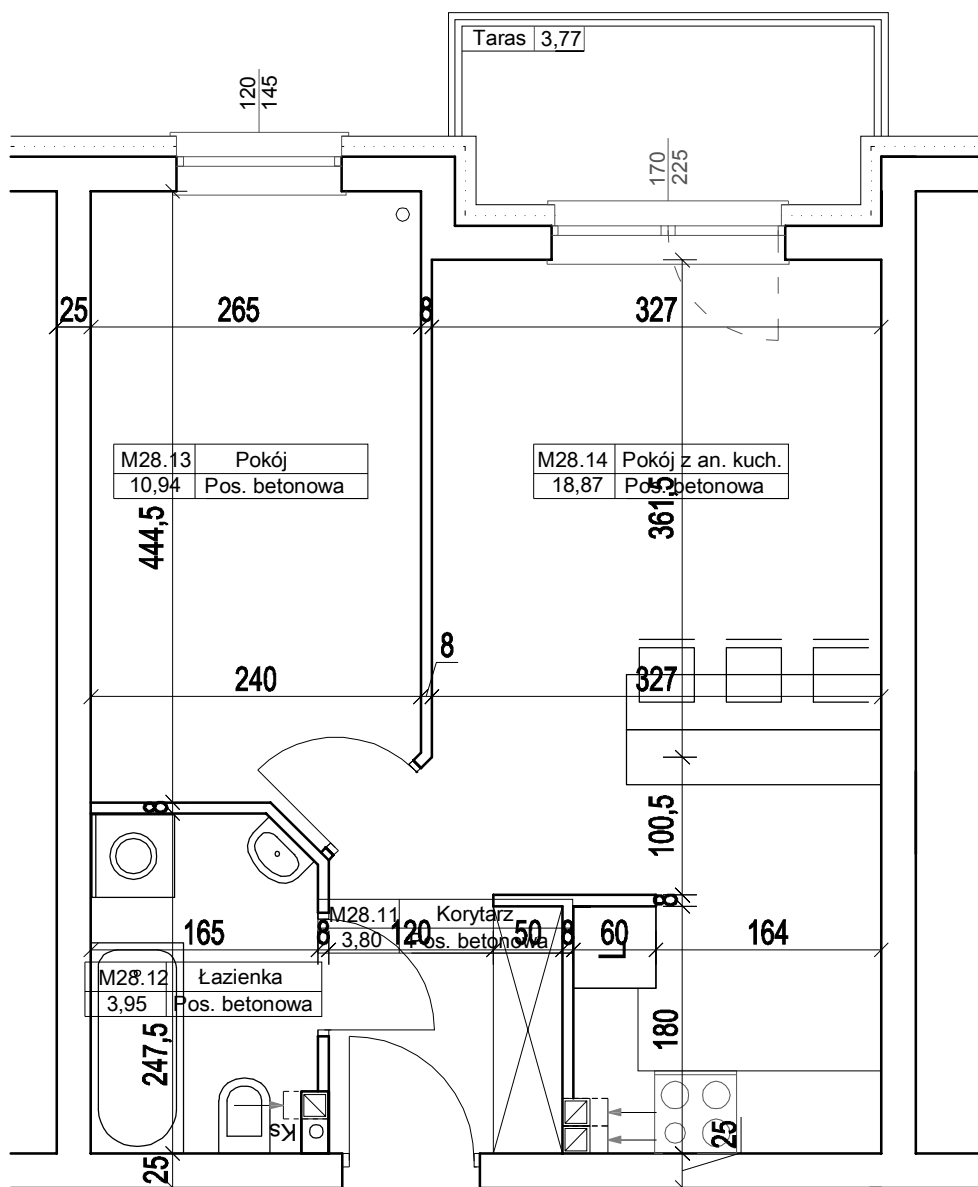 Taras 3,77
120
145
170
225
25 265 8 327
M28.13 Pokój
10,94 Pos. betonowa
M28.14 Pokój z an. kuch.
18,87 Pos. betonowa
444,5
361,5
8
240 327
8
100,5
8
M28.11 Korytarz
3,80 Pos. betonowa
165 8 120 50 8 60 164
L
M28.12 Łazienka
3,95 Pos. betonowa
247,5
180
Ks
25
25